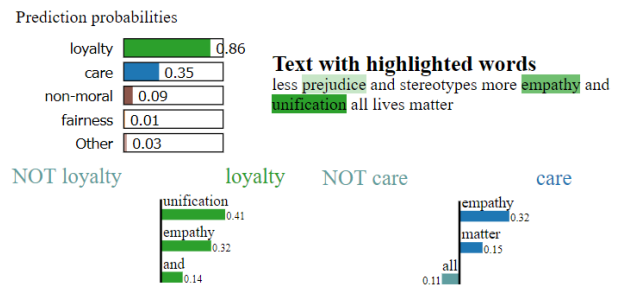 Prediction probabilities
loyalty 0.86
care 0.35
non-moral 0.09
fairness 0.01
Other 0.03
Text with highlighted words
less prejudice and stereotypes more empathy and
unification all lives matter
NOT loyalty loyalty
unification
0.41
empathy
0.32
and
0.14
NOT care care
empathy
0.32
matter
0.15
all
0.11